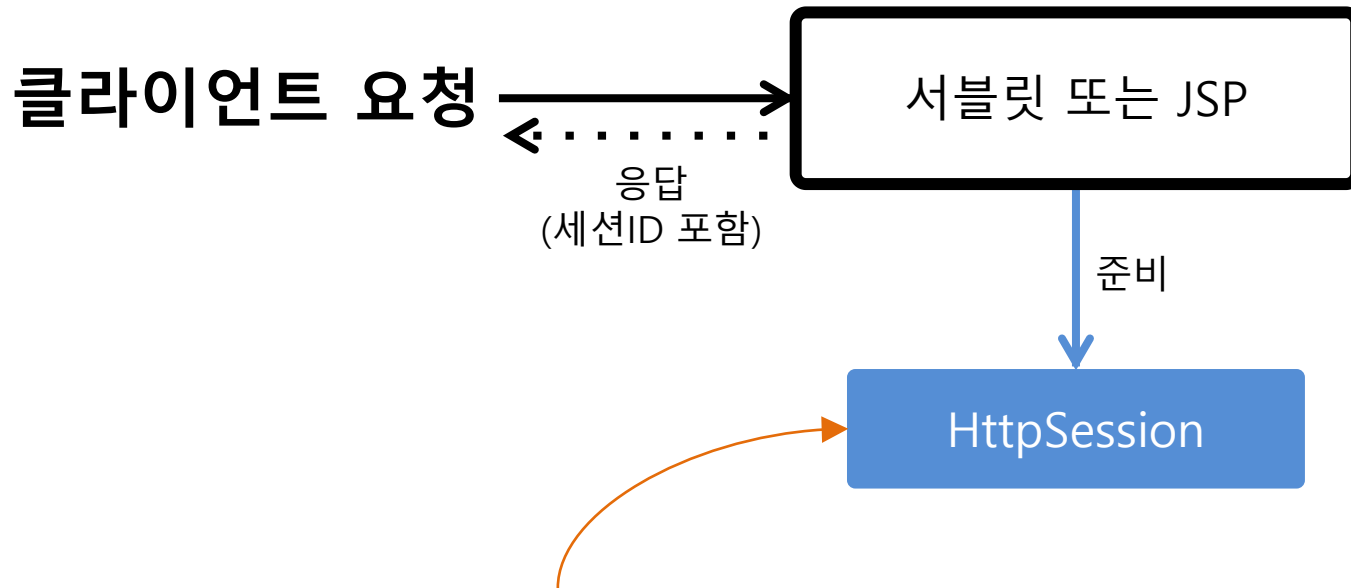 클라이언트 요청
서블릿 또는 JSP
응답
(세션ID 포함)
준비
HttpSession